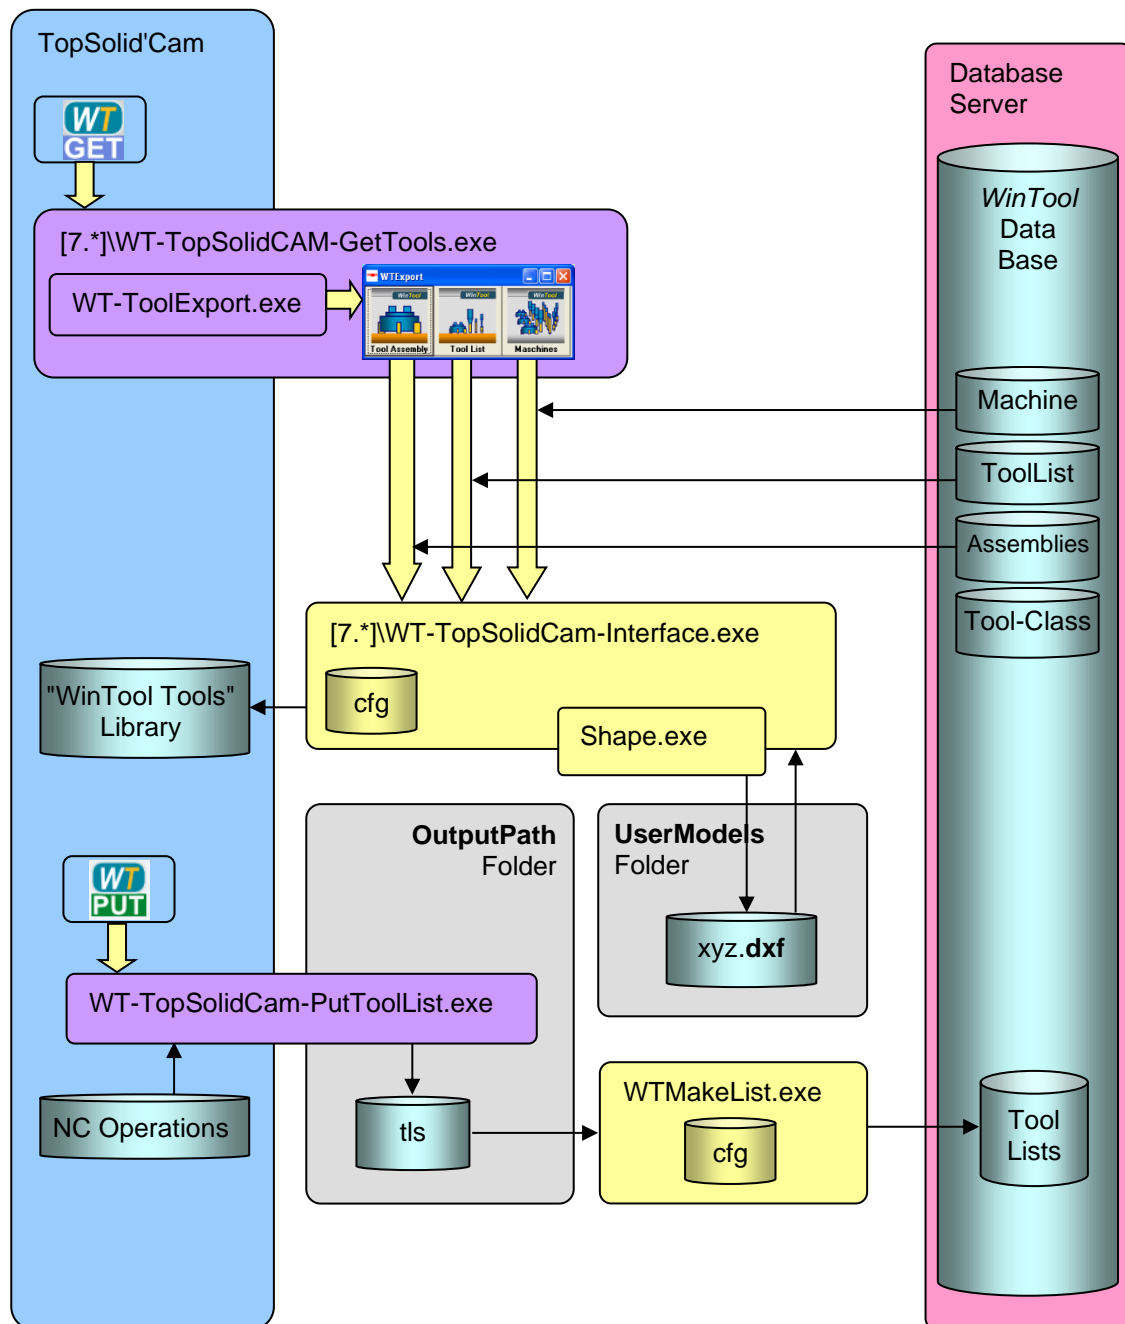 TopSolid'Cam
WT
GET
[7.*]\WT-TopSolidCAM-GetTools.exe
WT-ToolExport.exe
WTExport
WinTool
WinTool
WinTool
Tool Assembly
Tool List
Maschines
Database
Server
WinTool
Data
Base
Machine
ToolList
Assemblies
Tool-Class
[7.*]\WT-TopSolidCam-Interface.exe
cfg
Shape.exe
"WinTool Tools"
Library
OutputPath
Folder
UserModels
Folder
xyz.dxf
WT
PUT
WT-TopSolidCam-PutToolList.exe
NC Operations
tls
WTMakeList.exe
cfg
Tool
Lists